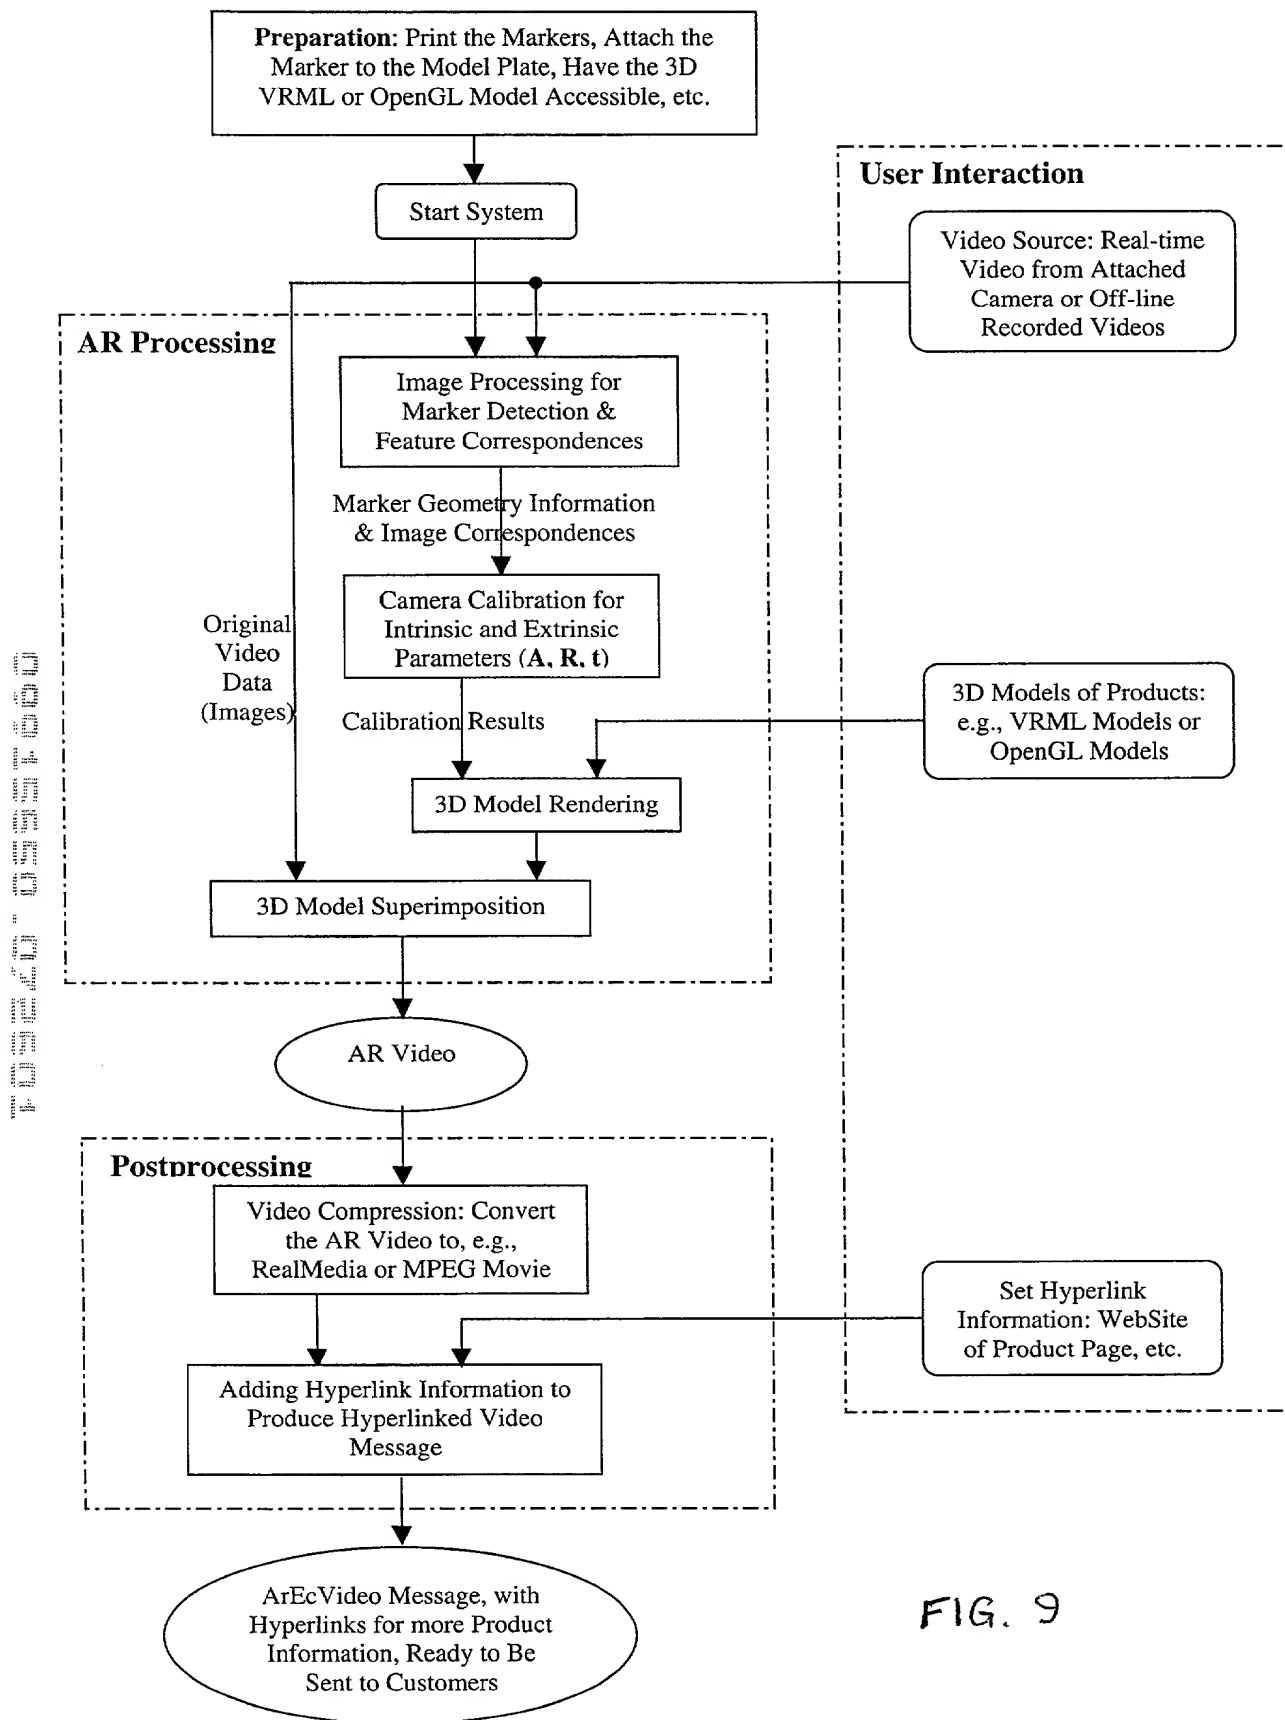 Preparation: Print the Markers, Attach the
Marker to the Model Plate, Have the 3D
VRML or OpenGL Model Accessible, etc.
Start System
User Interaction
Video Source: Real-time
Video from Attached
Camera or Off-line
Recorded Videos
AR Processing
Image Processing for
Marker Detection &
Feature Correspondences
Marker Geometry Information
& Image Correspondences
Original
Video
Data
(Images)
Camera Calibration for
Intrinsic and Extrinsic
Parameters (A, R, t)
Calibration Results
3D Models of Products:
e.g., VRML Models or
OpenGL Models
3D Model Rendering
3D Model Superimposition
AR Video
Postprocessing
Video Compression: Convert
the AR Video to, e.g.,
RealMedia or MPEG Movie
Set Hyperlink
Information: WebSite
of Product Page, etc.
Adding Hyperlink Information to
Produce Hyperlinked Video
Message
ArEcVideo Message, with
Hyperlinks for more Product
Information, Ready to Be
Sent to Customers
FIG. 9